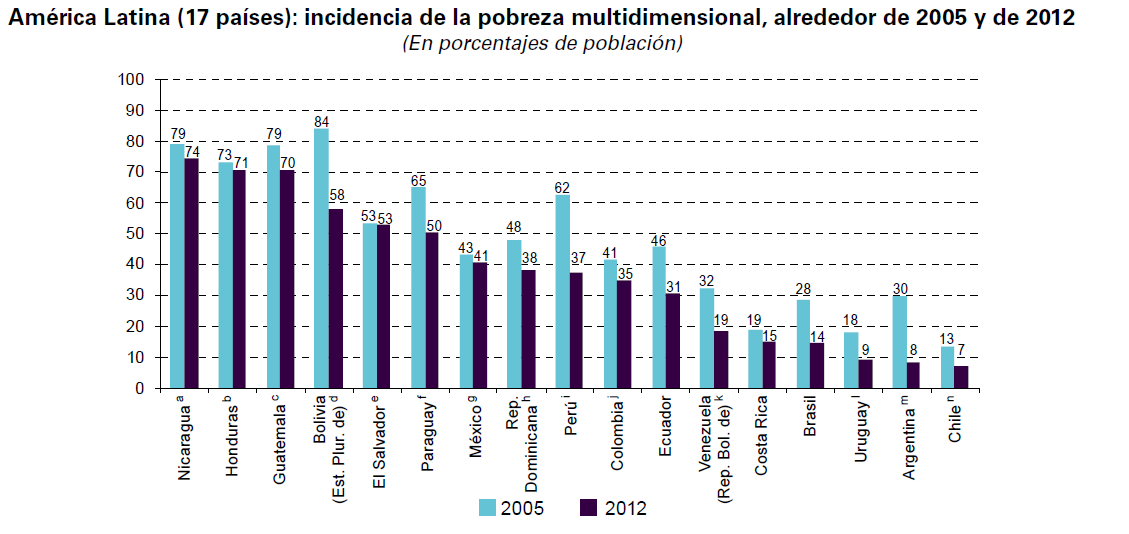 América Latina (17 países): incidencia de la pobreza multidimensional, alrededor de 2005 y de 2012
(En porcentajes de población)
100
90
80
70
60
50
40
30
20
10
0
79
74
73
71
79
70
84
58
53
53
65
50
43
41
48
38
62
37
41
35
46
31
32
19
19
15
28
14
18
9
30
8
13
7
Nicaragua a
Honduras b
Guatemala c
Bolivia
(Est. Plur. de) d
El Salvador e
Paraguay f
México g
Rep.
Dominicana h
Perú i
Colombia j
Ecuador
Venezuela
(Rep. Bol. de) k
Costa Rica
Brasil
Uruguay l
Argentina m
Chile n
2005
2012